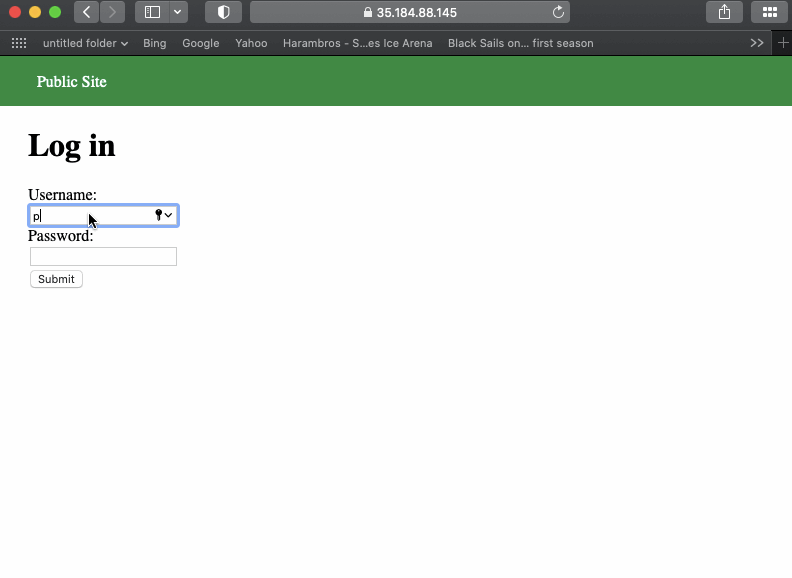 35.184.88.145
untitled folder Bing Google Yahoo Harambros - S...es Ice Arena Black Sails on... first season
Public Site
Log in
Username:
p
Password:
Submit